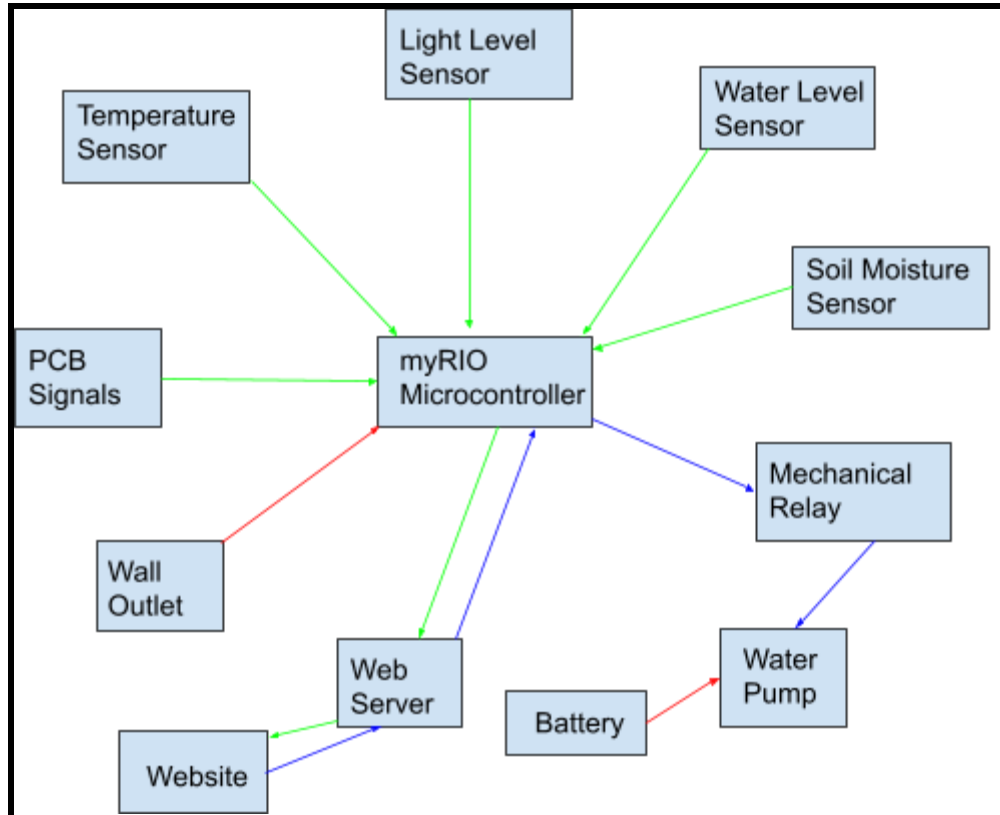 Light Level
Sensor
Temperature
Sensor
Water Level
Sensor
Soil Moisture
Sensor
PCB
Signals
myRIO
Microcontroller
Mechanical
Relay
Wall
Outlet
Web
Server
Water
Pump
Battery
Website